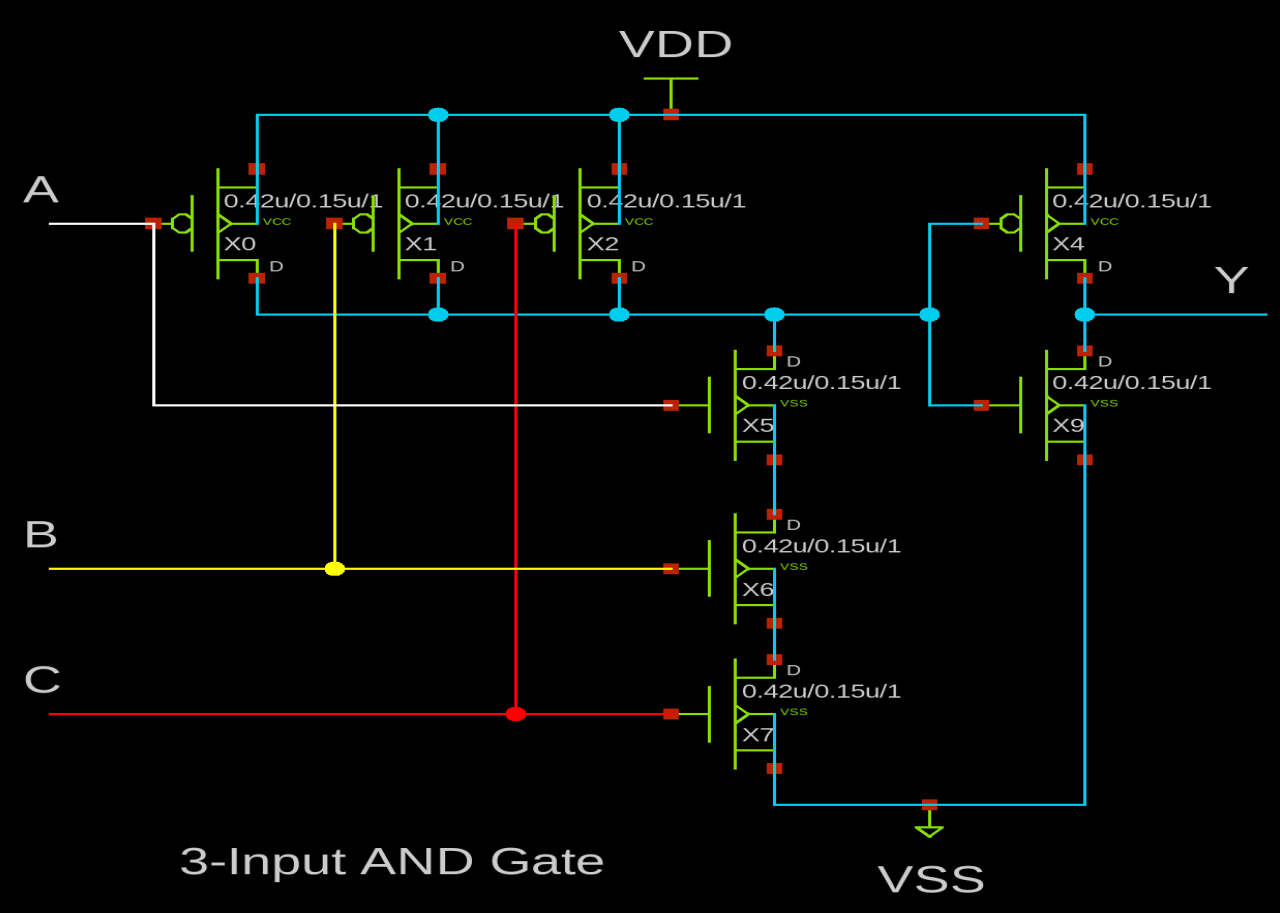 VDD
A
0.42u/0.15u/1
VCC
X0
D
0.42u/0.15u/1
VCC
X1
D
0.42u/0.15u/1
VCC
X2
D
0.42u/0.15u/1
VCC
X4
D
Y
D
0.42u/0.15u/1
VSS
X5
D
0.42u/0.15u/1
VSS
X9
B
D
0.42u/0.15u/1
VSS
X6
C
D
0.42u/0.15u/1
VSS
X7
3-Input AND Gate
VSS